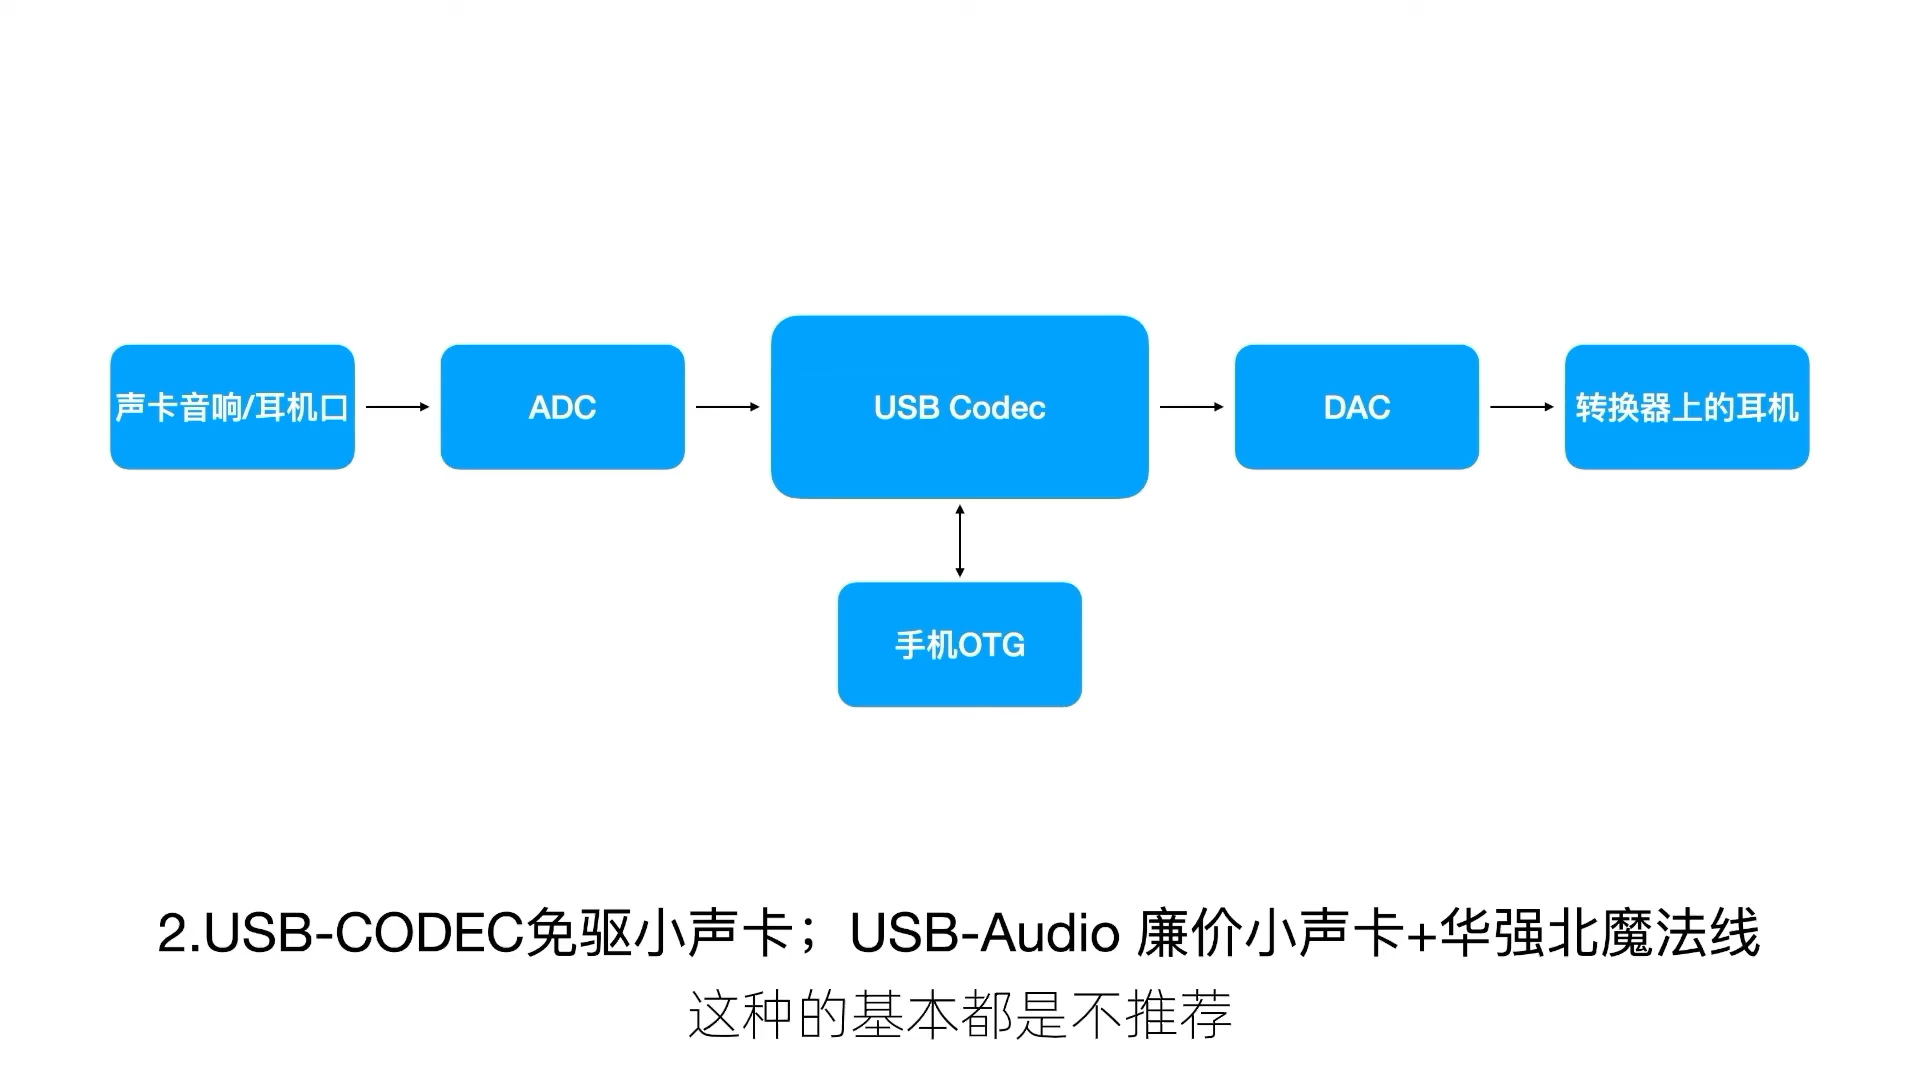 声卡音响/耳机口
ADC
USB Codec
DAC
转换器上的耳机
手机OTG
2.USB-CODEC免驱小声卡；USB-Audio 廉价小声卡+华强北魔法线
这种的基本都是不推荐